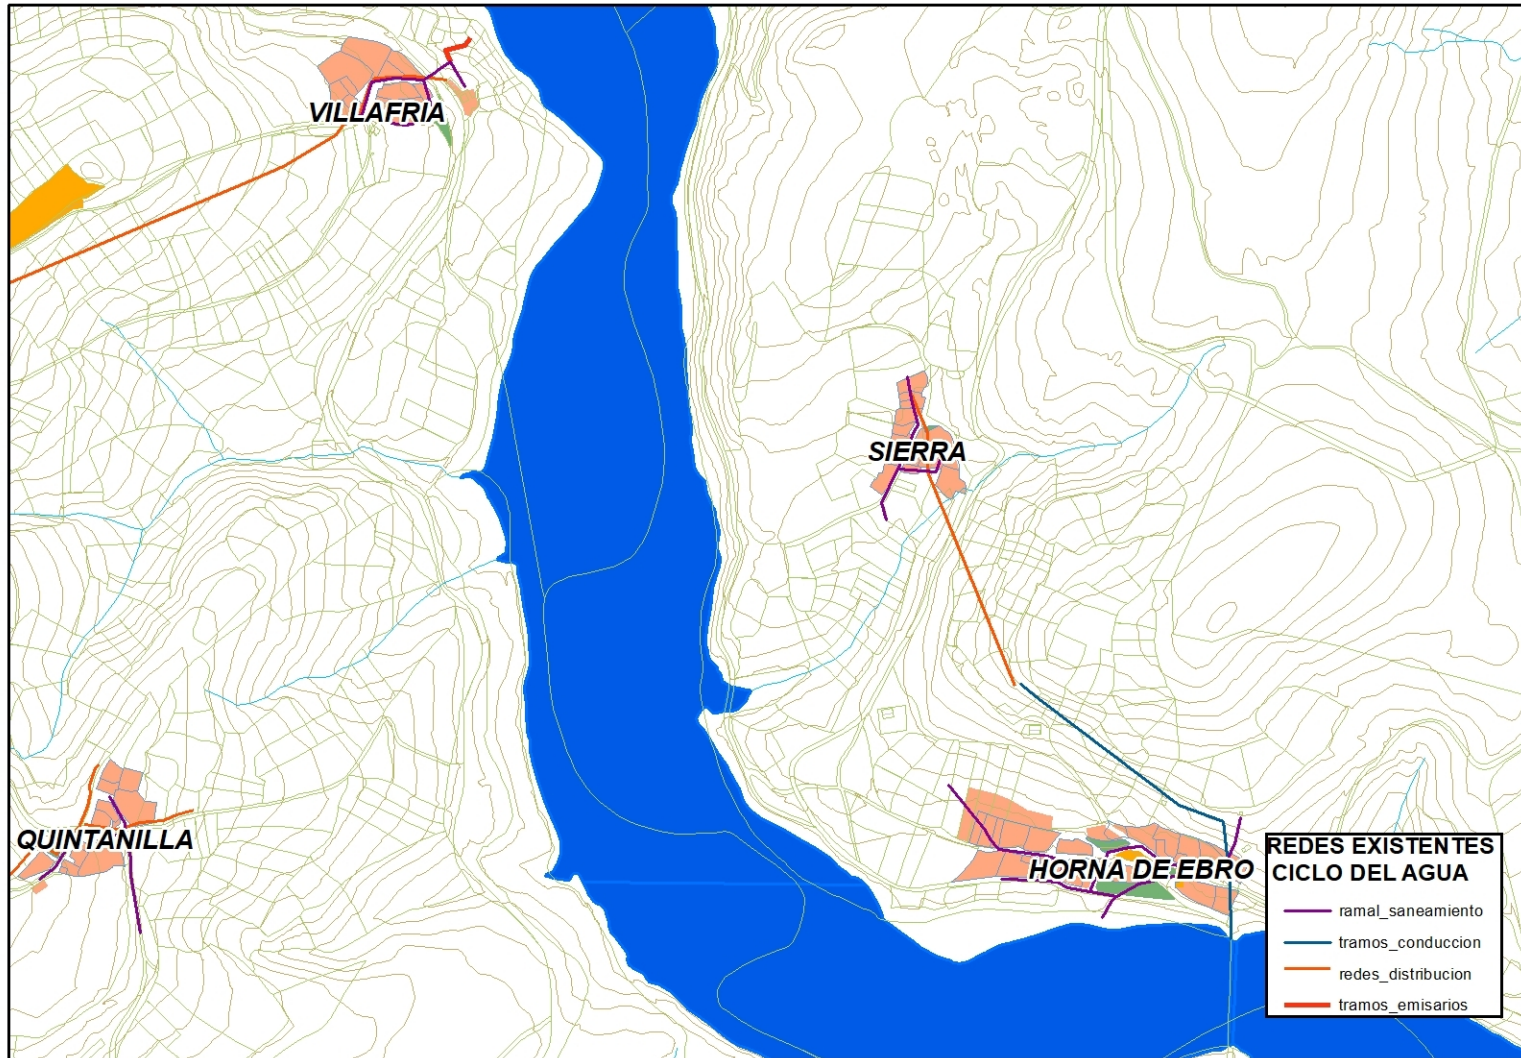 VILLAFRIA
SIERRA
QUINTANILLA
HORNA DE EBRO
REDES EXISTENTES
CICLO DEL AGUA
ramal_saneamiento
tramos_conduccion
redes_distribucion
tramos_emisarios